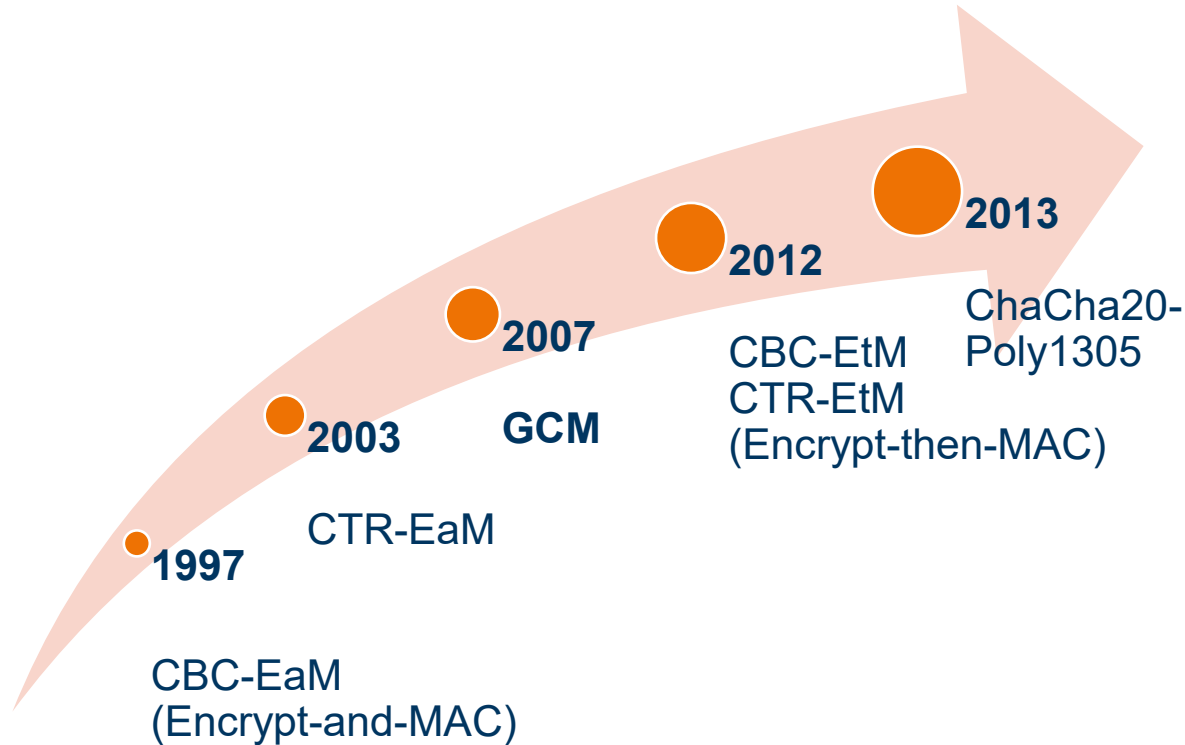 1997
CBC-EaM
(Encrypt-and-MAC)
2003
CTR-EaM
2007
GCM
2012
CBC-EtM
CTR-EtM
(Encrypt-then-MAC)
2013
ChaCha20-
Poly1305